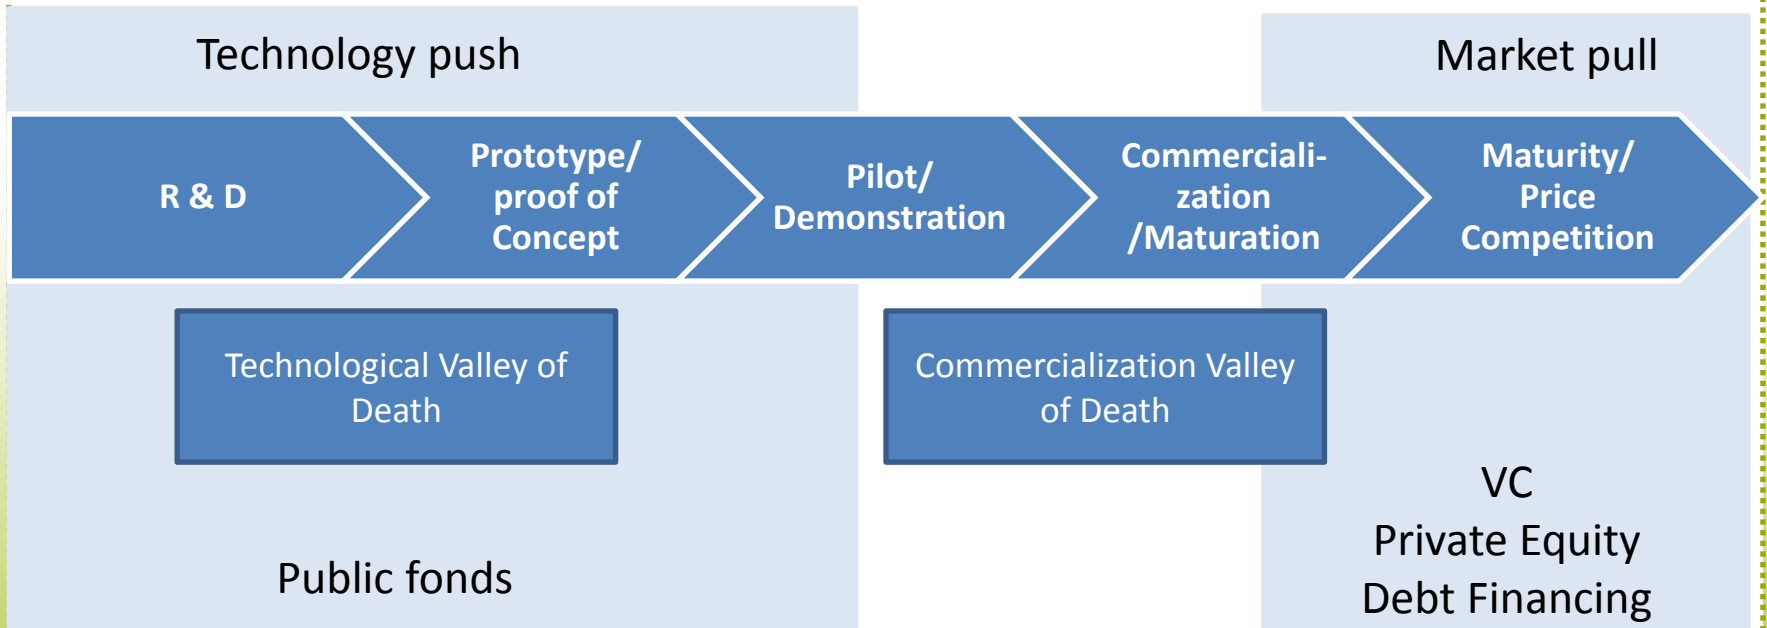 Technology push
Market pull
R & D
Prototype/
proof of
Concept
Pilot/
Demonstration
Commerciali-
zation
/Maturation
Maturity/
Price
Competition
Technological Valley of
Death
Commercialization Valley
of Death
Public fonds
VC
Private Equity
Debt Financing